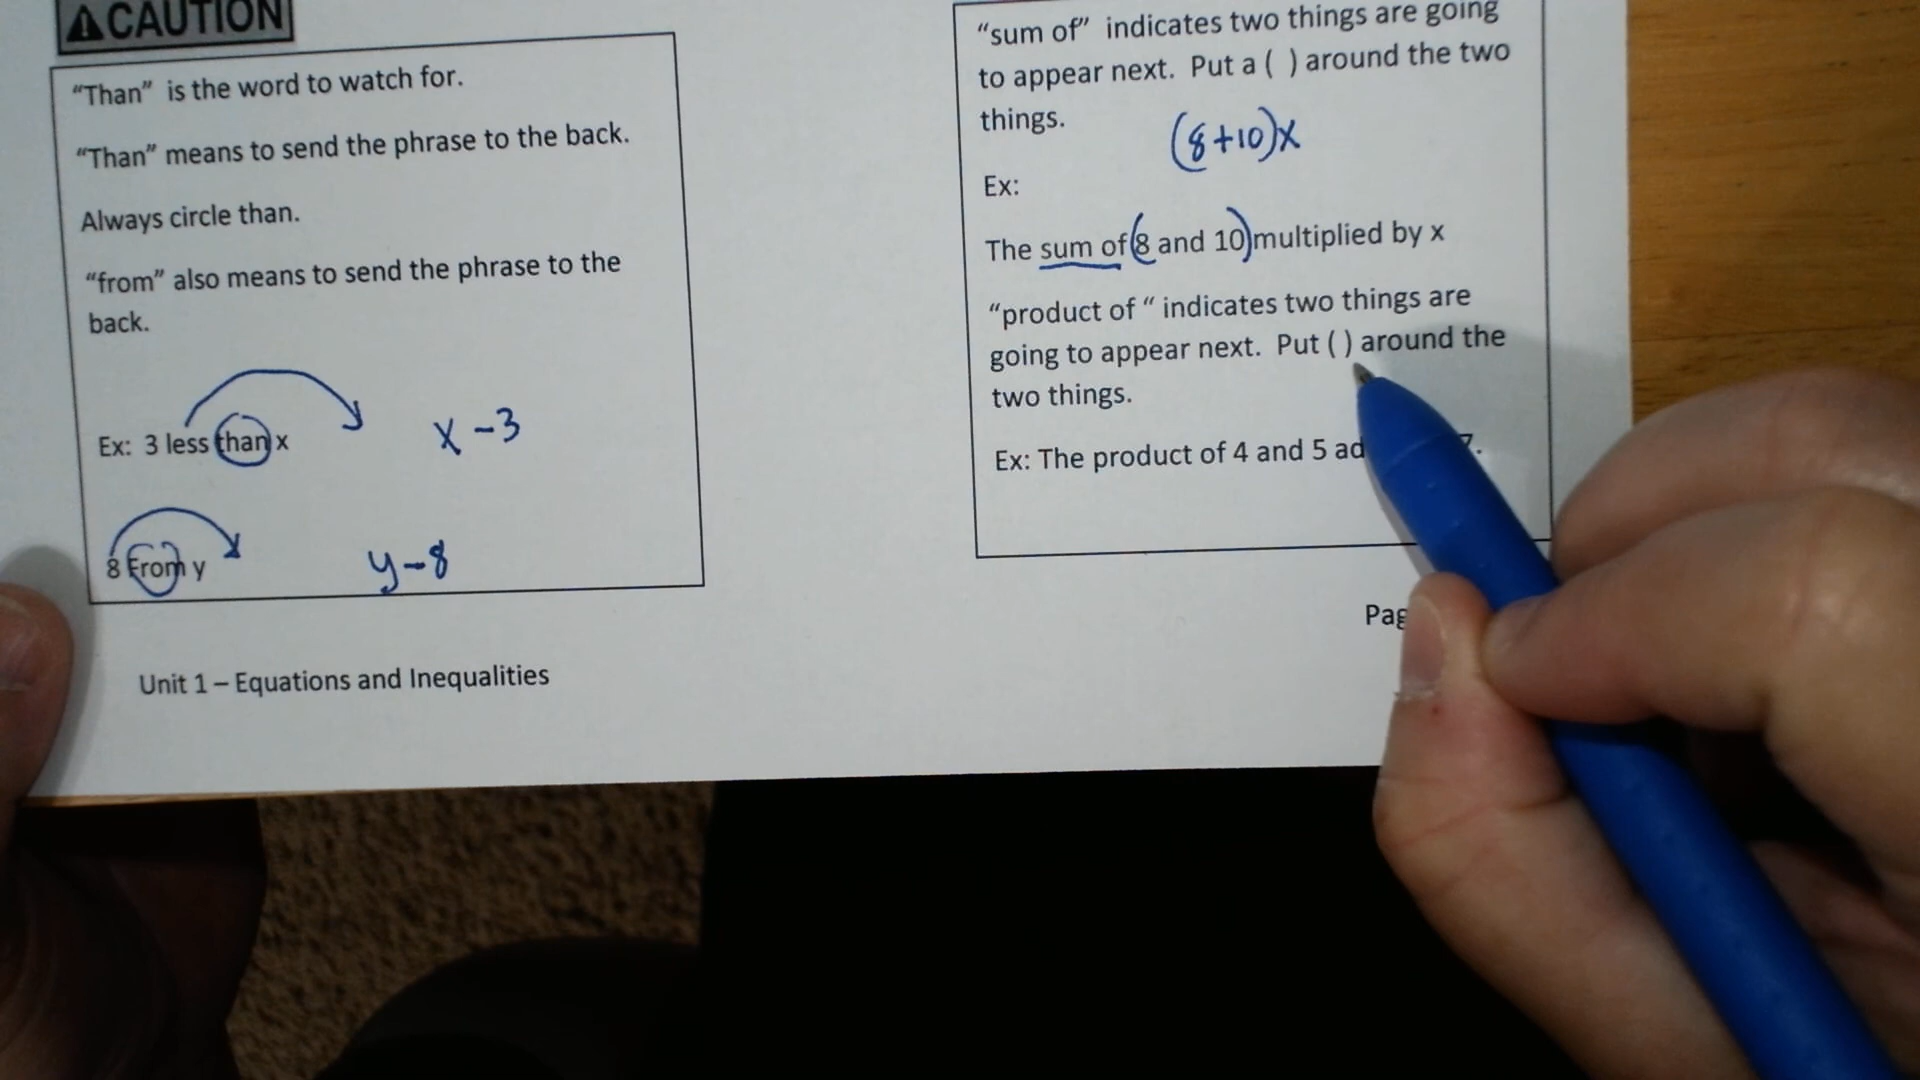 CAUTION
"Than" is the word to watch for.
"Than" means to send the phrase to the back.
Always circle than.
"from" also means to send the phrase to the
back.
Ex: 3 less than x
x - 3
8 From y
y - 8
Unit 1 – Equations and Inequalities
"sum of" indicates two things are going
to appear next. Put a ( ) around the two
things.
(8+10)x
Ex:
The sum of (8 and 10) multiplied by x
"product of " indicates two things are
going to appear next. Put ( ) around the
two things.
Ex: The product of 4 and 5 7.